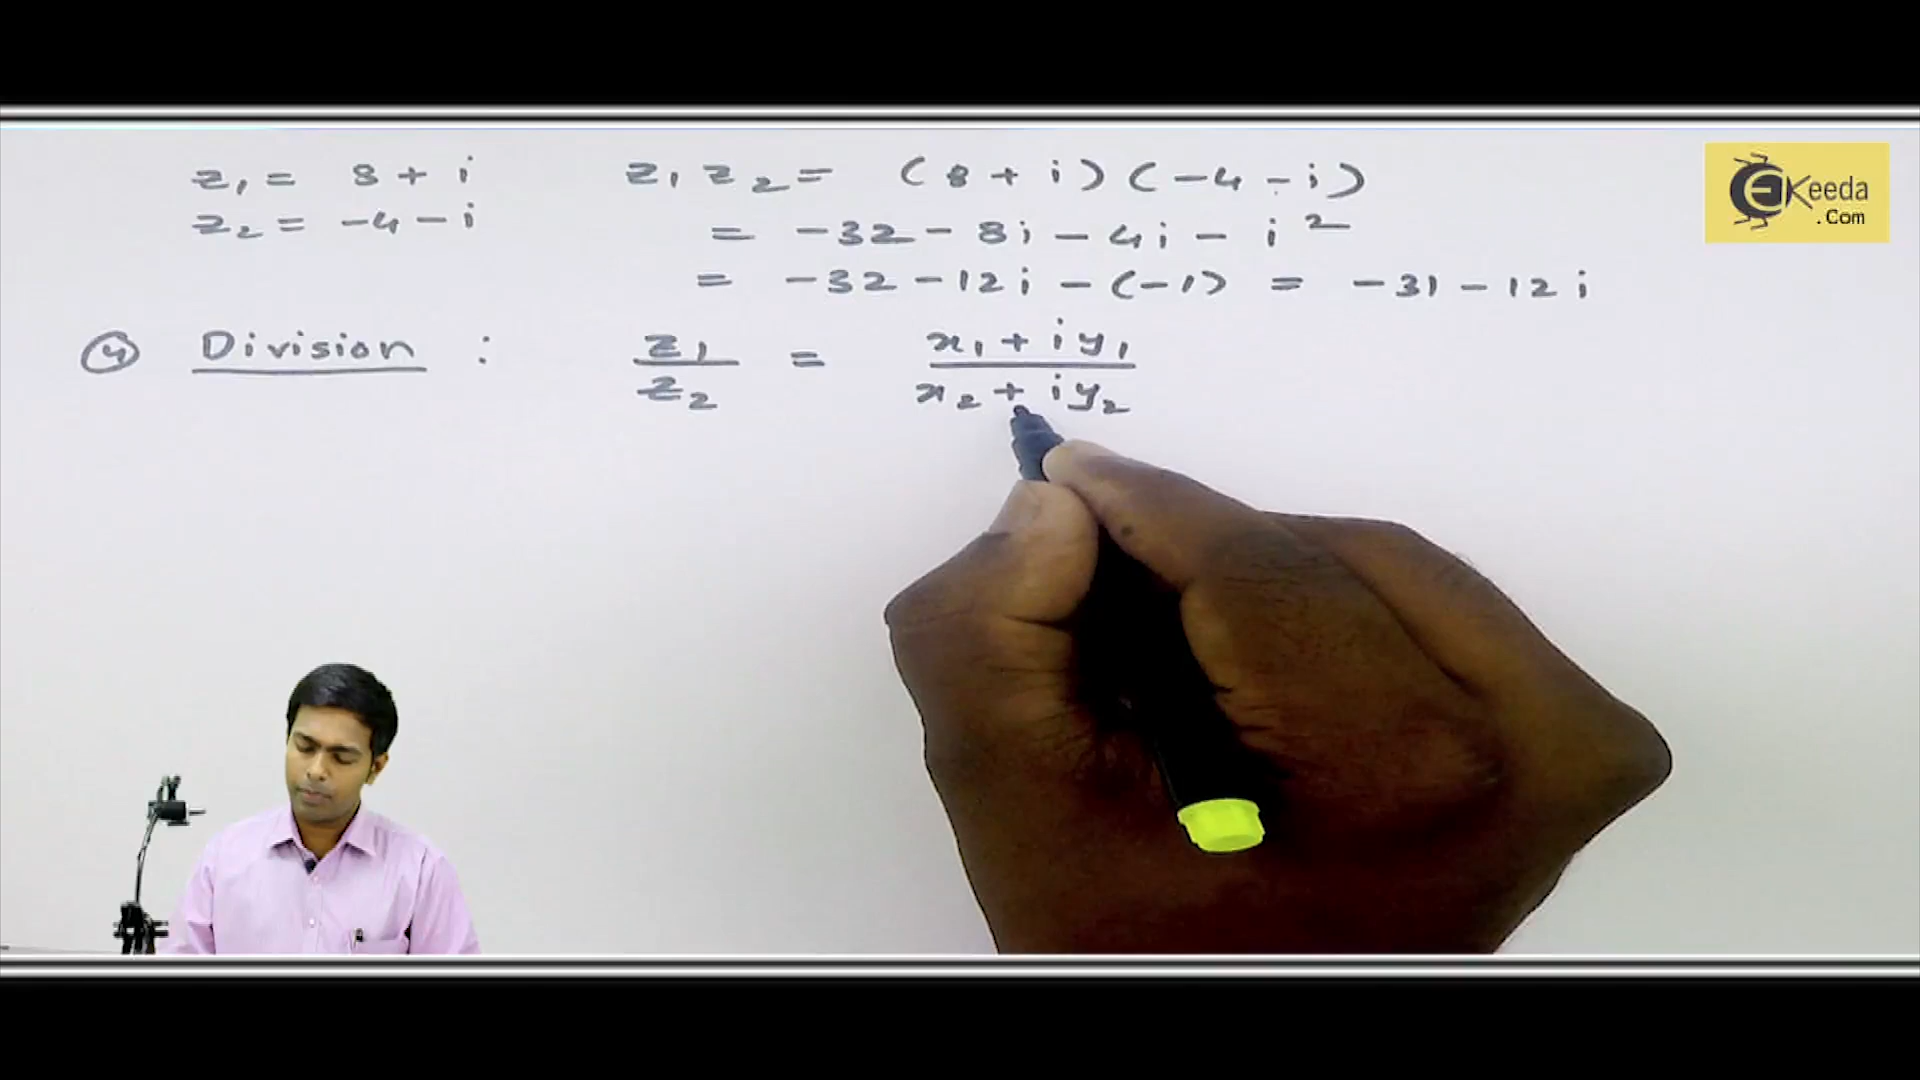 z₁ = 8 + i
z₂ = -4 - i
z₁ z₂ = (8 + i) (-4 - i)
= -32 - 8i - 4i - i²
= -32 - 12i - (-1) = -31 - 12i
④ Division : z₁ / z₂ = x₁ + iy₁ / x₂ + iy₂
EKeeda
.Com